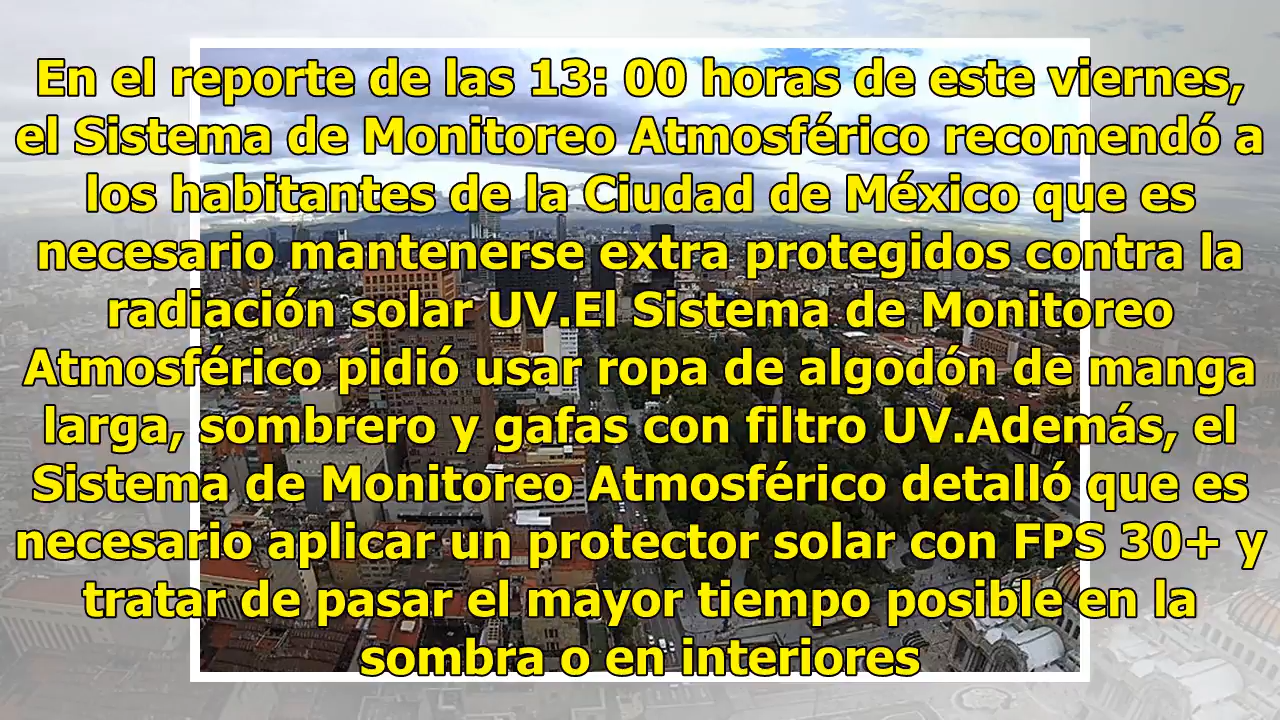 En el reporte de las 13: 00 horas de este viernes,
el Sistema de Monitoreo Atmosférico recomendó a
los habitantes de la Ciudad de México que es
necesario mantenerse extra protegidos contra la
radiación solar UV.El Sistema de Monitoreo
Atmosférico pidió usar ropa de algodón de manga
larga, sombrero y gafas con filtro UV.Además, el
Sistema de Monitoreo Atmosférico detalló que es
necesario aplicar un protector solar con FPS 30+ y
tratar de pasar el mayor tiempo posible en la
sombra o en interiores